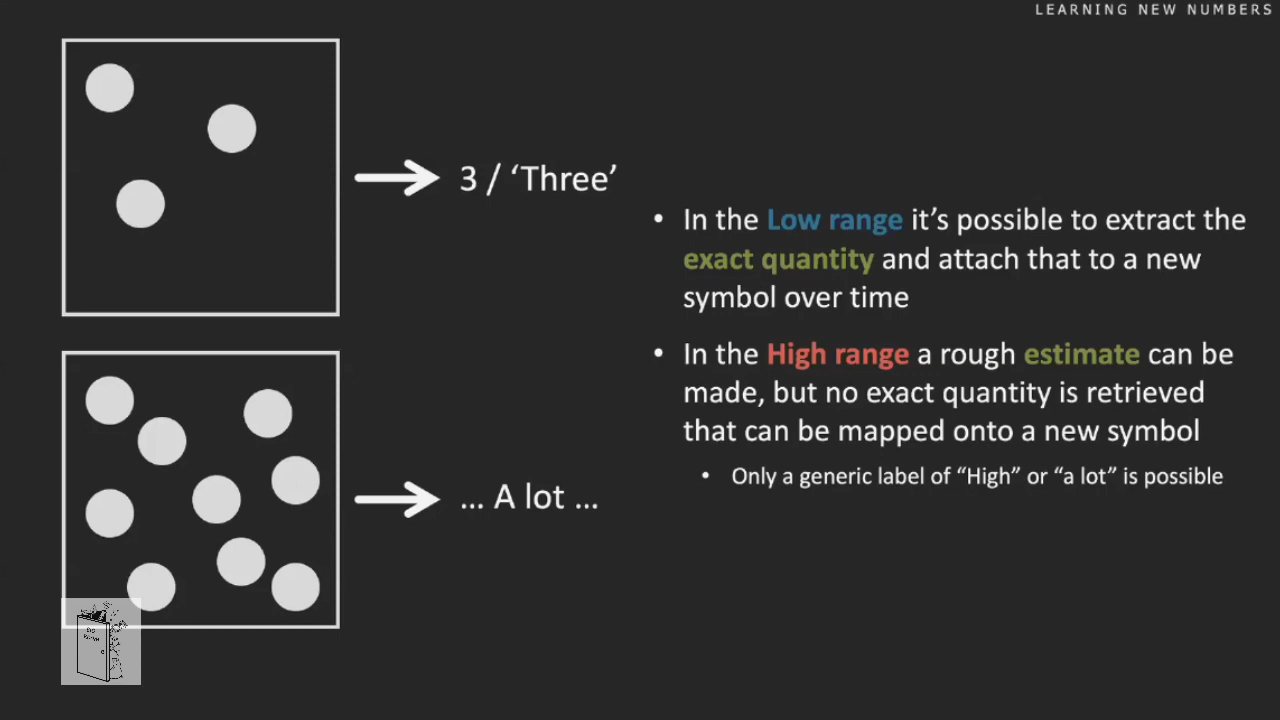 LEARNING NEW NUMBERS
3 / ‘Three’
... A lot ...
• In the Low range it’s possible to extract the
exact quantity and attach that to a new
symbol over time
• In the High range a rough estimate can be
made, but no exact quantity is retrieved
that can be mapped onto a new symbol
• Only a generic label of “High” or “a lot” is possible